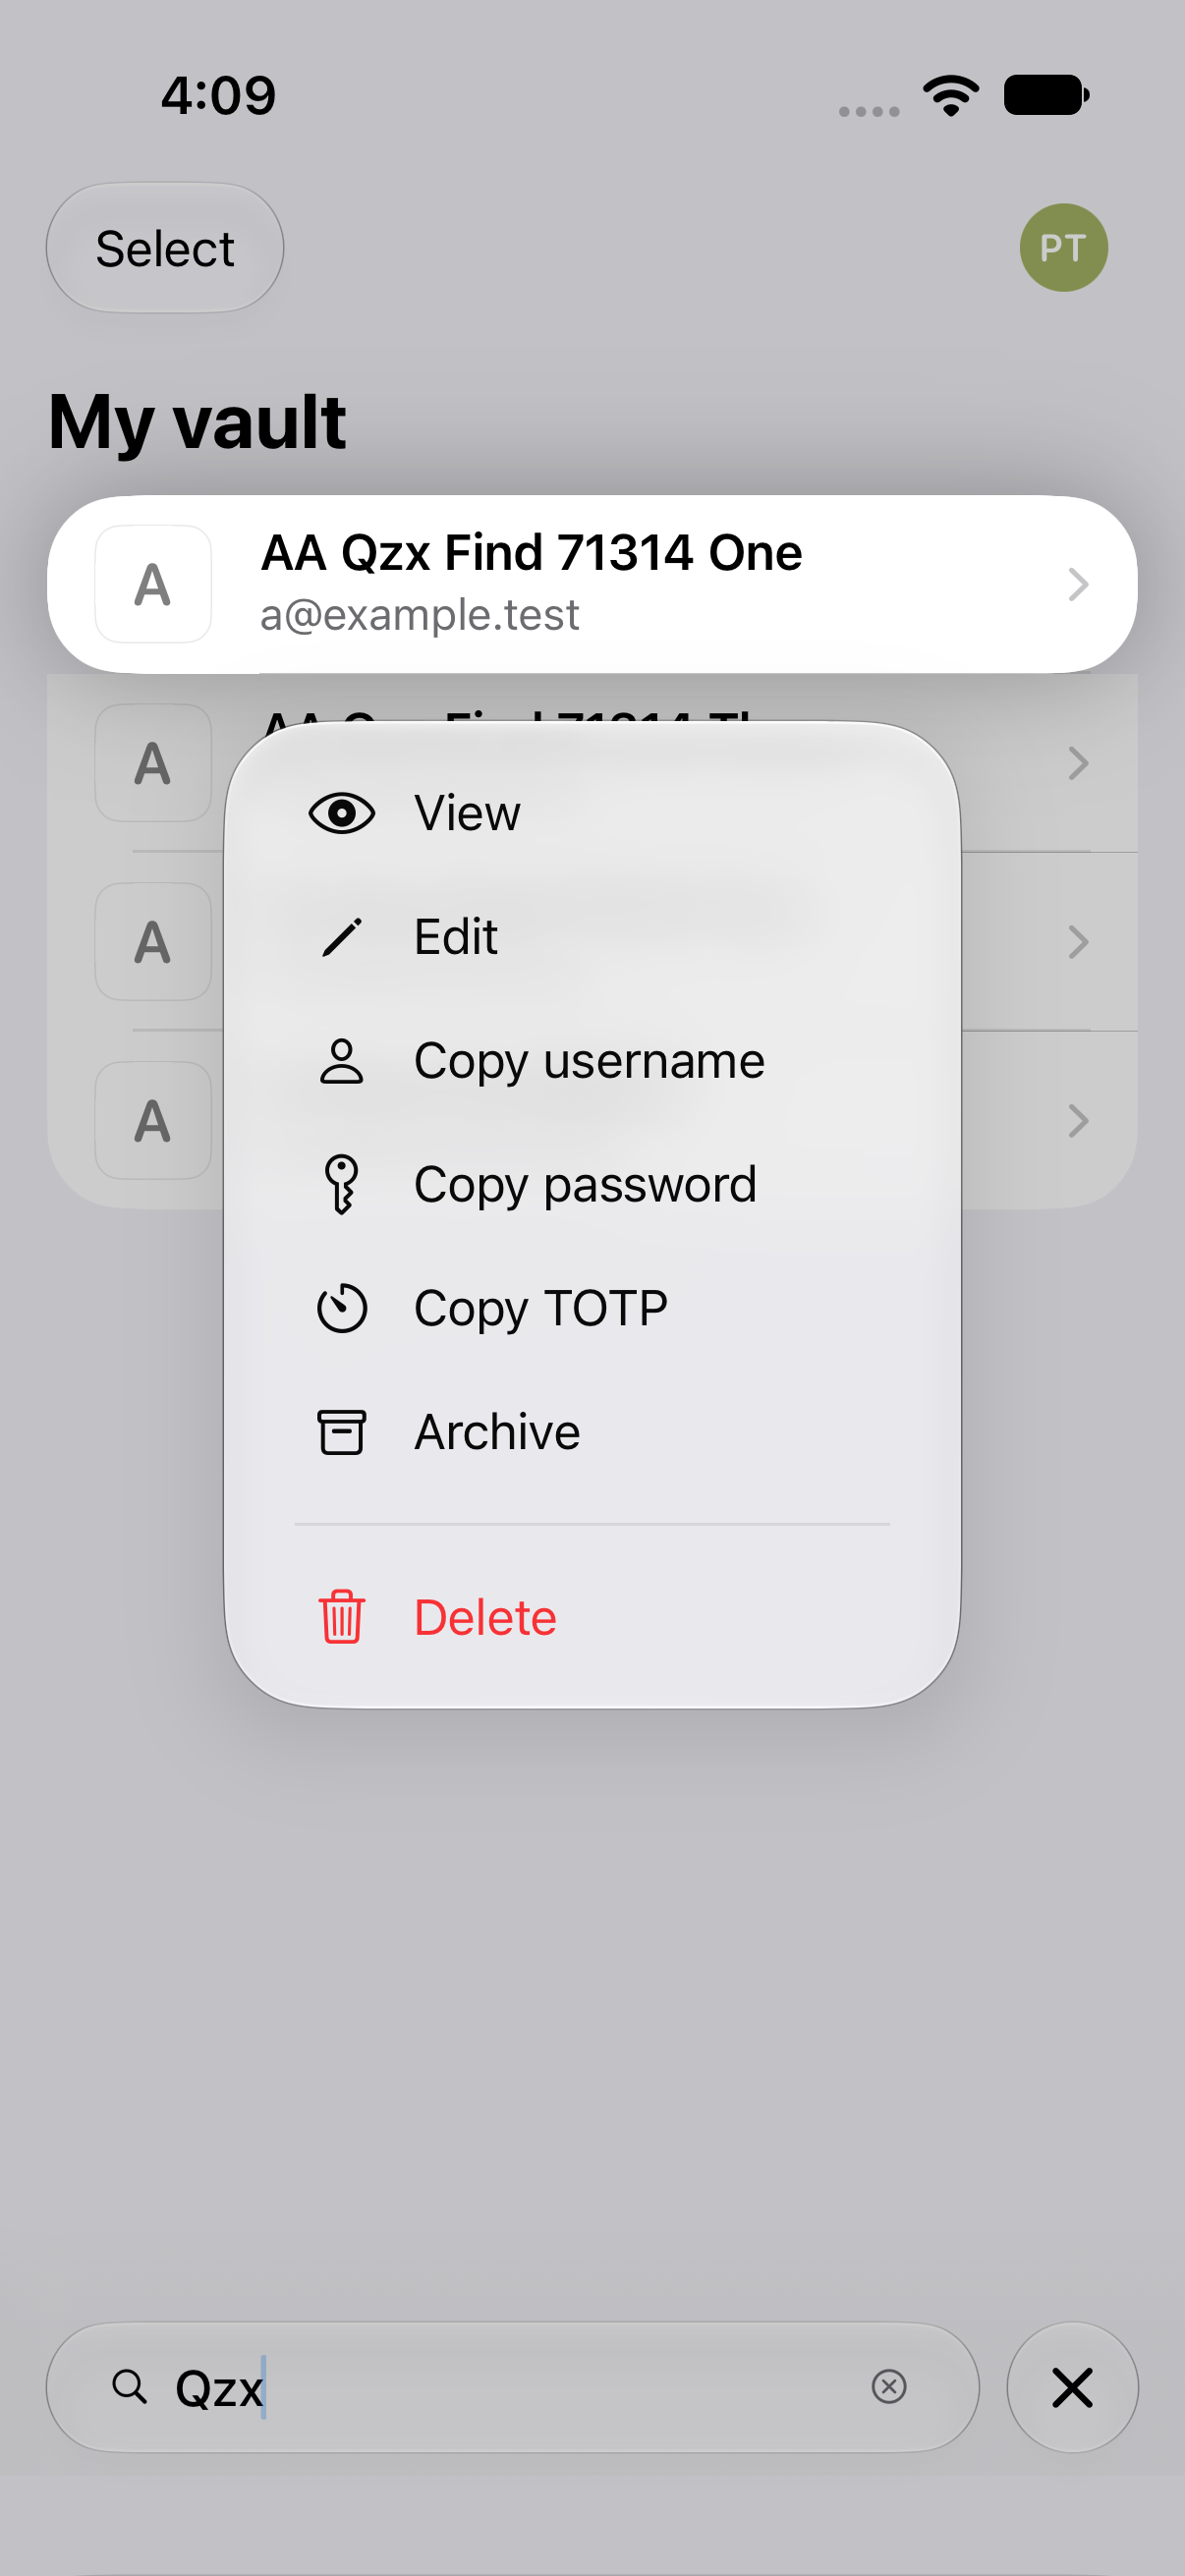 4:09
Select
PT
My vault
A
AA Qzx Find 71314 One
a@example.test
A
View
A
Edit
Copy username
A
Copy password
Copy TOTP
Archive
Delete
Qzx